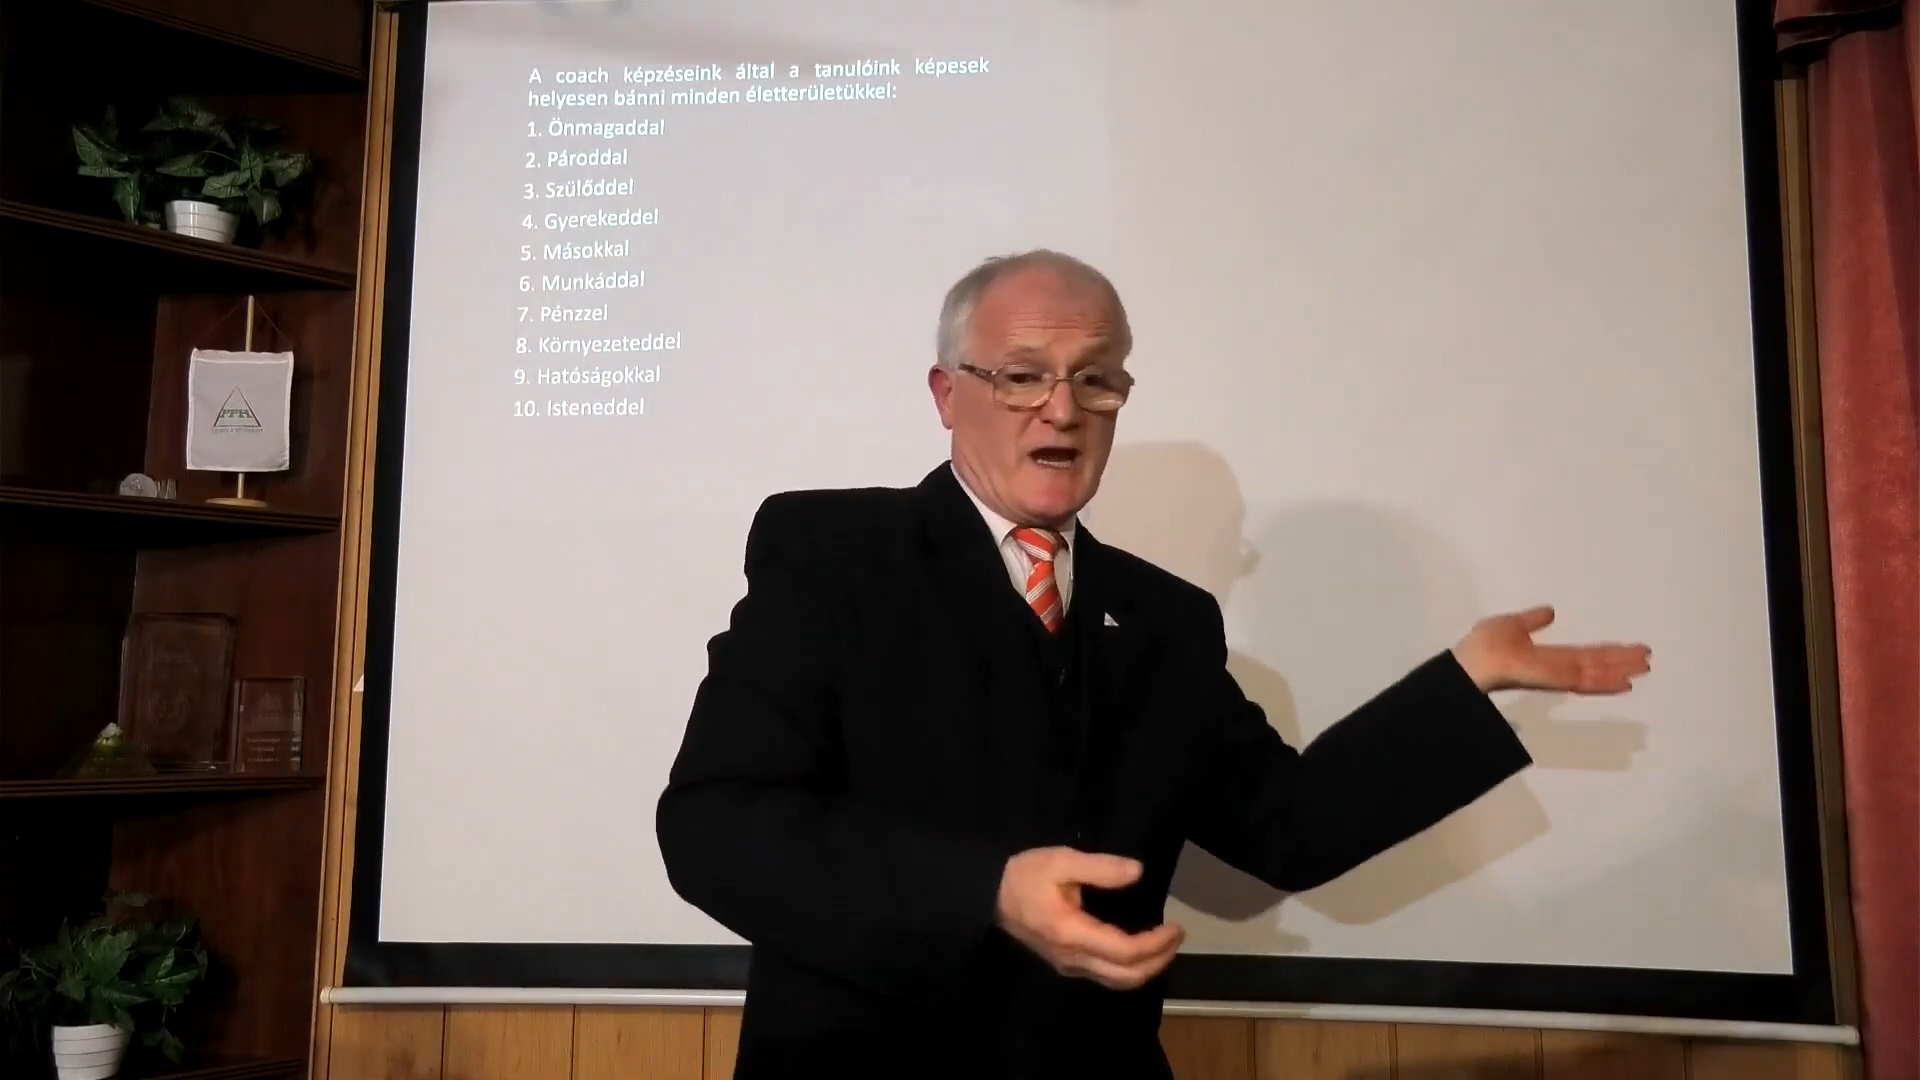 A coach képzéseink által a tanulóink képesek
helyesen bánni minden életterületükkel:
1. Önmagaddal
2. Pároddal
3. Szülőddel
4. Gyerekeddel
5. Másokkal
6. Munkáddal
7. Pénzzel
8. Környezeteddel
9. Hatóságokkal
10. Isteneddel